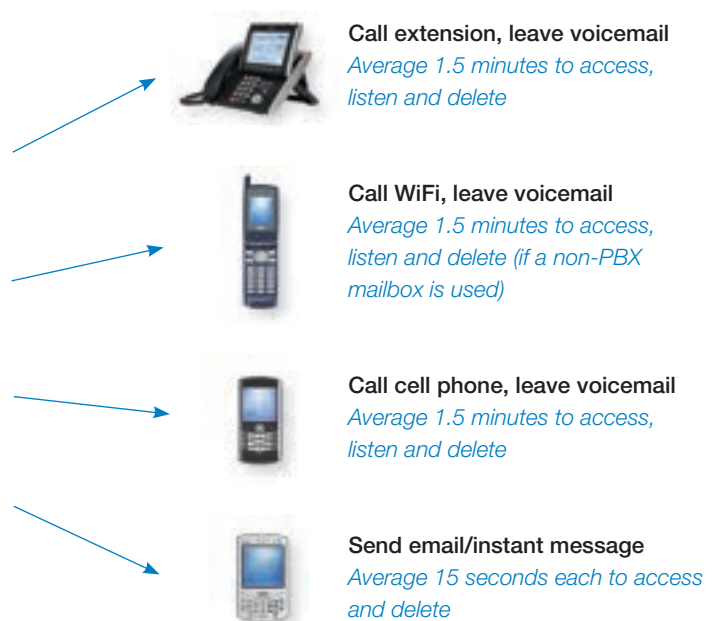 Call extension, leave voicemail
Average 1.5 minutes to access,
listen and delete
Call WiFi, leave voicemail
Average 1.5 minutes to access,
listen and delete (if a non-PBX
mailbox is used)
Call cell phone, leave voicemail
Average 1.5 minutes to access,
listen and delete
Send email/instant message
Average 15 seconds each to access
and delete